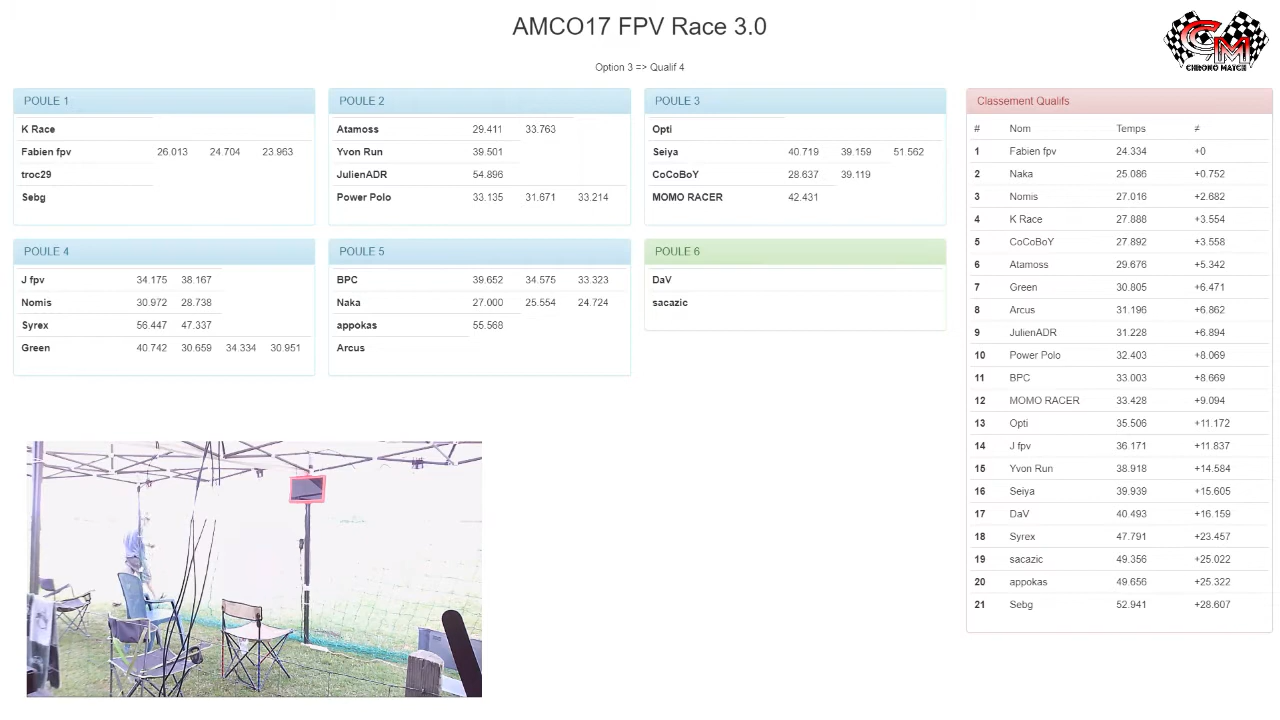 AMCO17 FPV Race 3.0
CM
CHRONO MATCH
Option 3 => Qualif 4
POULE 1
K Race
Fabien fpv 26.013 24.704 23.963
troc29
Sebg
POULE 2
Atamoss 29.411 33.763
Yvon Run 39.501
JulienADR 54.896
Power Polo 33.135 31.671 33.214
POULE 3
Opti
Seiya 40.719 39.159 51.562
CoCoBoY 28.637 39.119
MOMO RACER 42.431
POULE 4
J fpv 34.175 38.167
Nomis 30.972 28.738
Syrex 56.447 47.337
Green 40.742 30.659 34.334 30.951
POULE 5
BPC 39.652 34.575 33.323
Naka 27.000 25.554 24.724
appokas 55.568
Arcus
POULE 6
DaV
sacazic
Classement Qualifs
# Nom Temps ≠
1 Fabien fpv 24.334 +0
2 Naka 25.086 +0.752
3 Nomis 27.016 +2.682
4 K Race 27.888 +3.554
5 CoCoBoY 27.892 +3.558
6 Atamoss 29.676 +5.342
7 Green 30.805 +6.471
8 Arcus 31.196 +6.862
9 JulienADR 31.228 +6.894
10 Power Polo 32.403 +8.069
11 BPC 33.003 +8.669
12 MOMO RACER 33.428 +9.094
13 Opti 35.506 +11.172
14 J fpv 36.171 +11.837
15 Yvon Run 38.918 +14.584
16 Seiya 39.939 +15.605
17 DaV 40.493 +16.159
18 Syrex 47.791 +23.457
19 sacazic 49.356 +25.022
20 appokas 49.656 +25.322
21 Sebg 52.941 +28.607